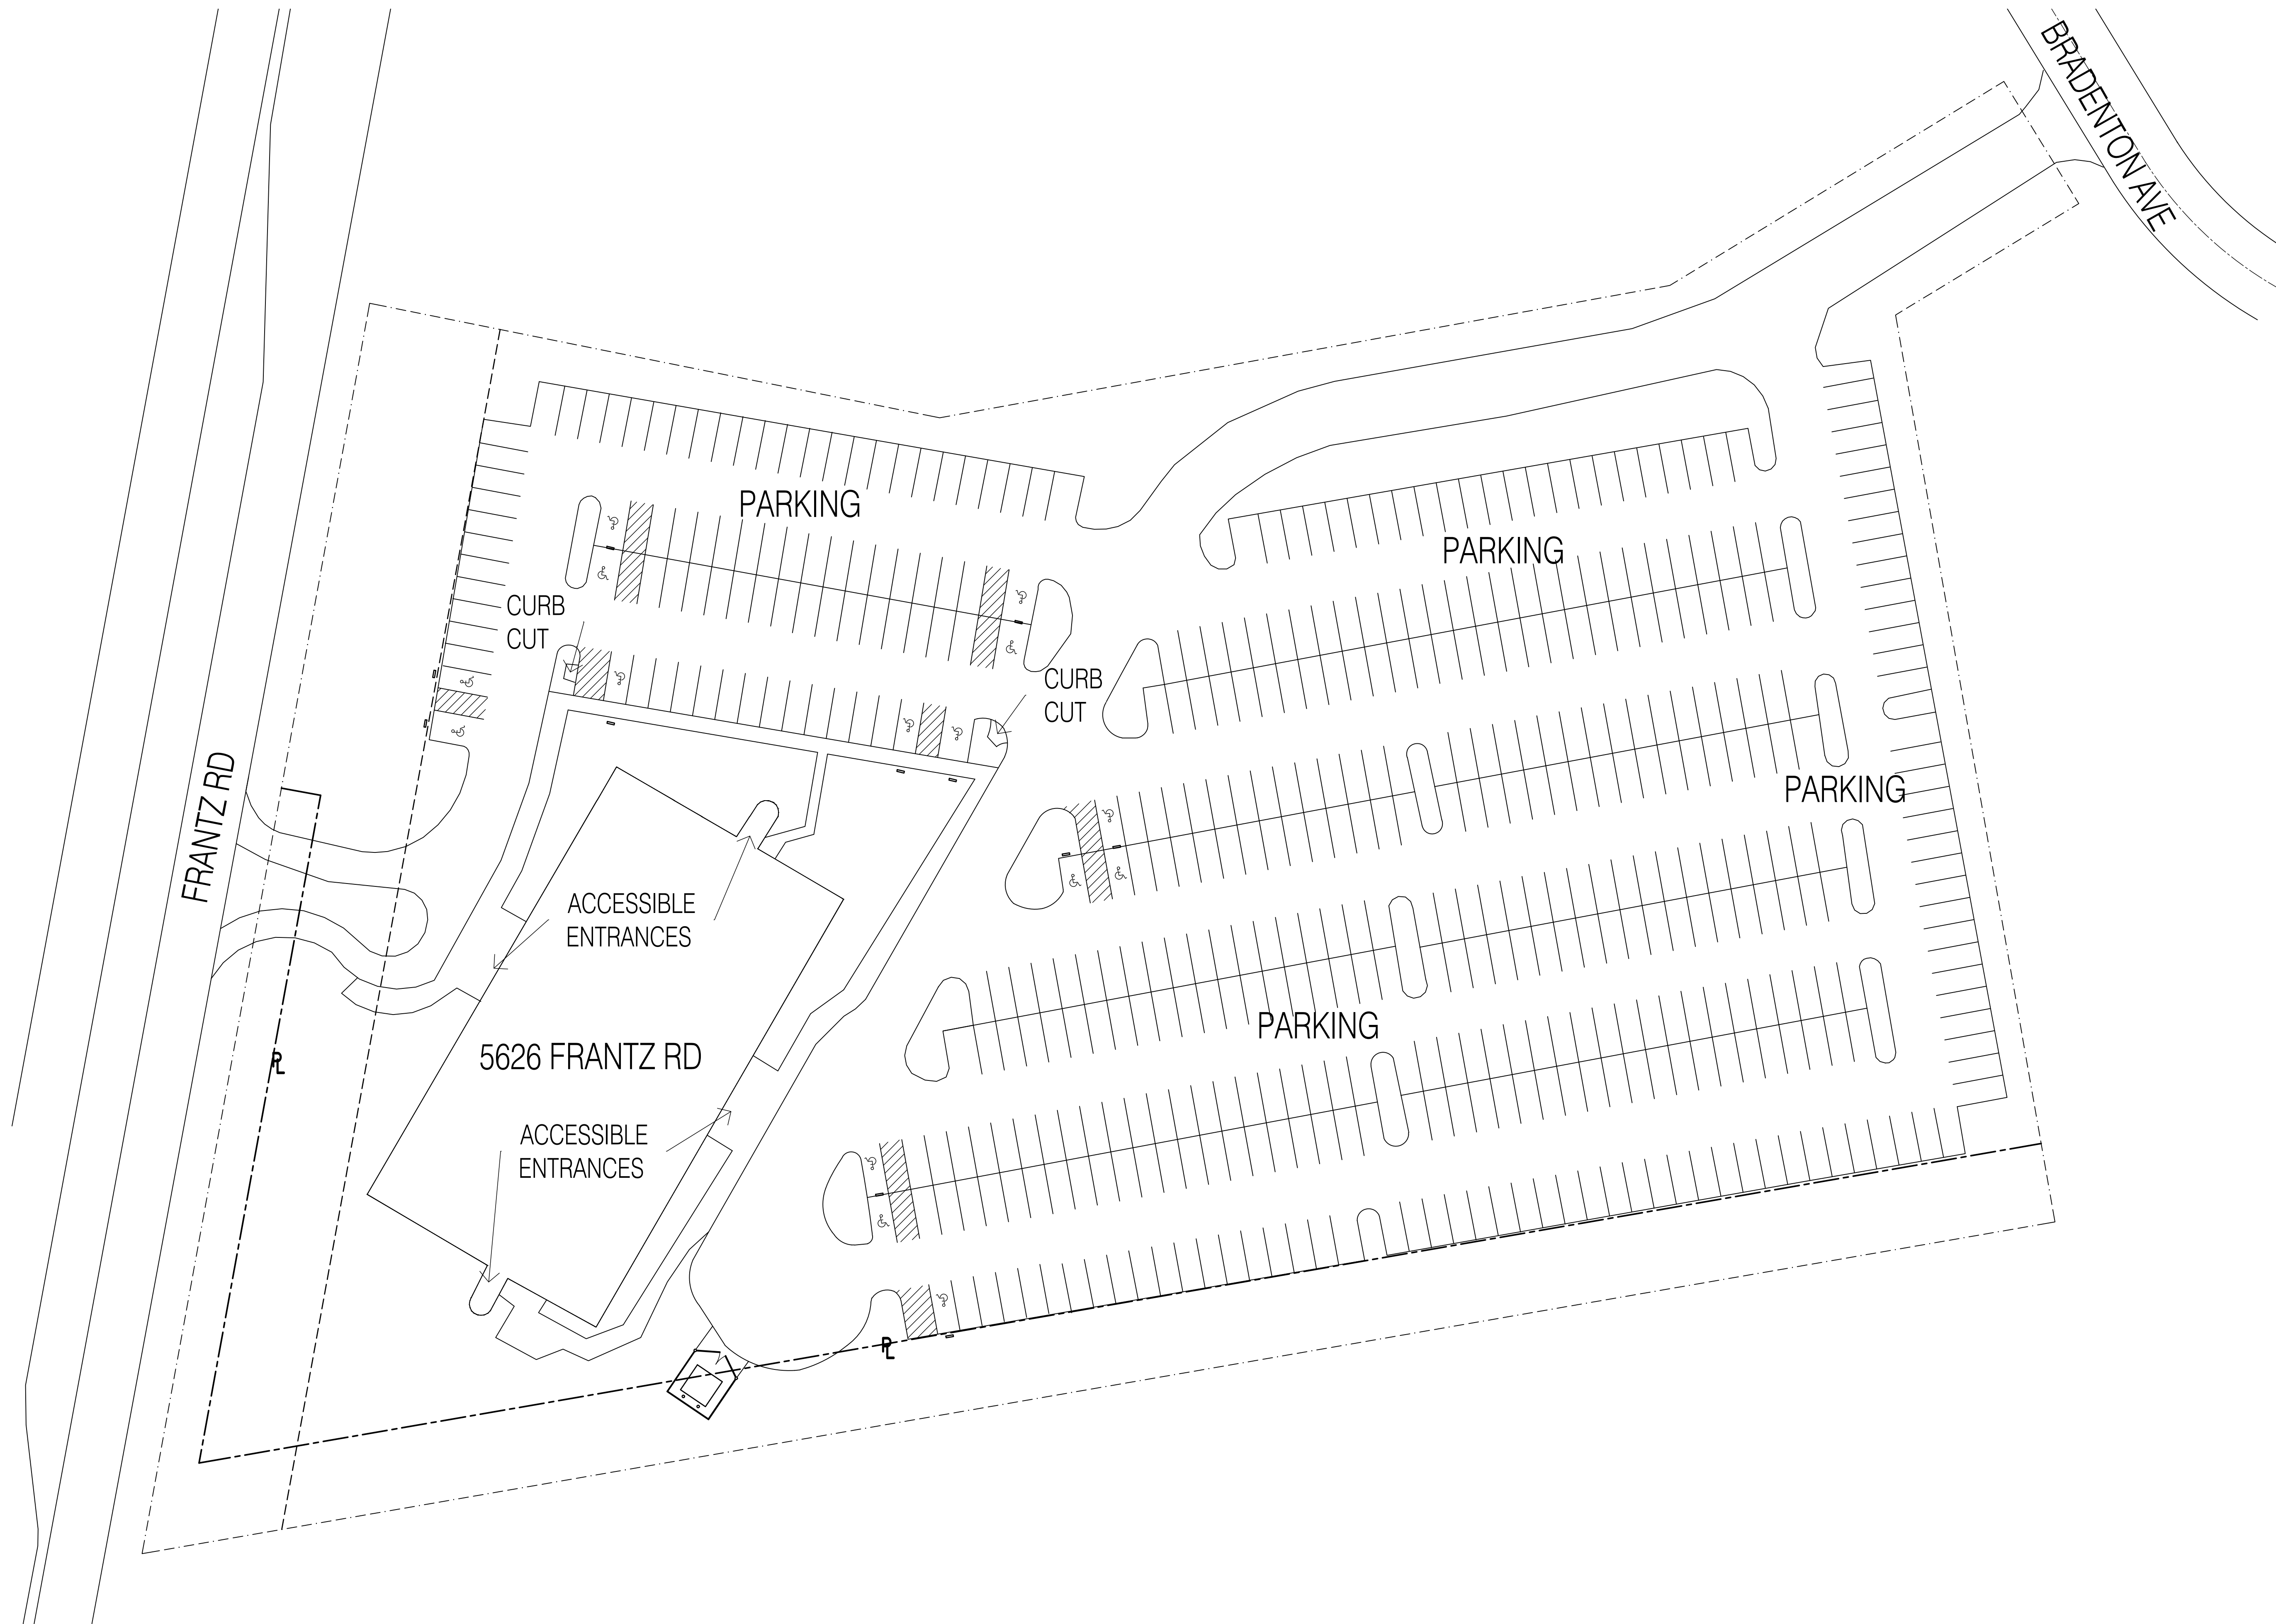 BRADENTON AVE
PARKING
PARKING
CURB
CUT
CURB
CUT
PARKING
FRANTZ RD
ACCESSIBLE
ENTRANCES
PARKING
5626 FRANTZ RD
PL
ACCESSIBLE
ENTRANCES
PL